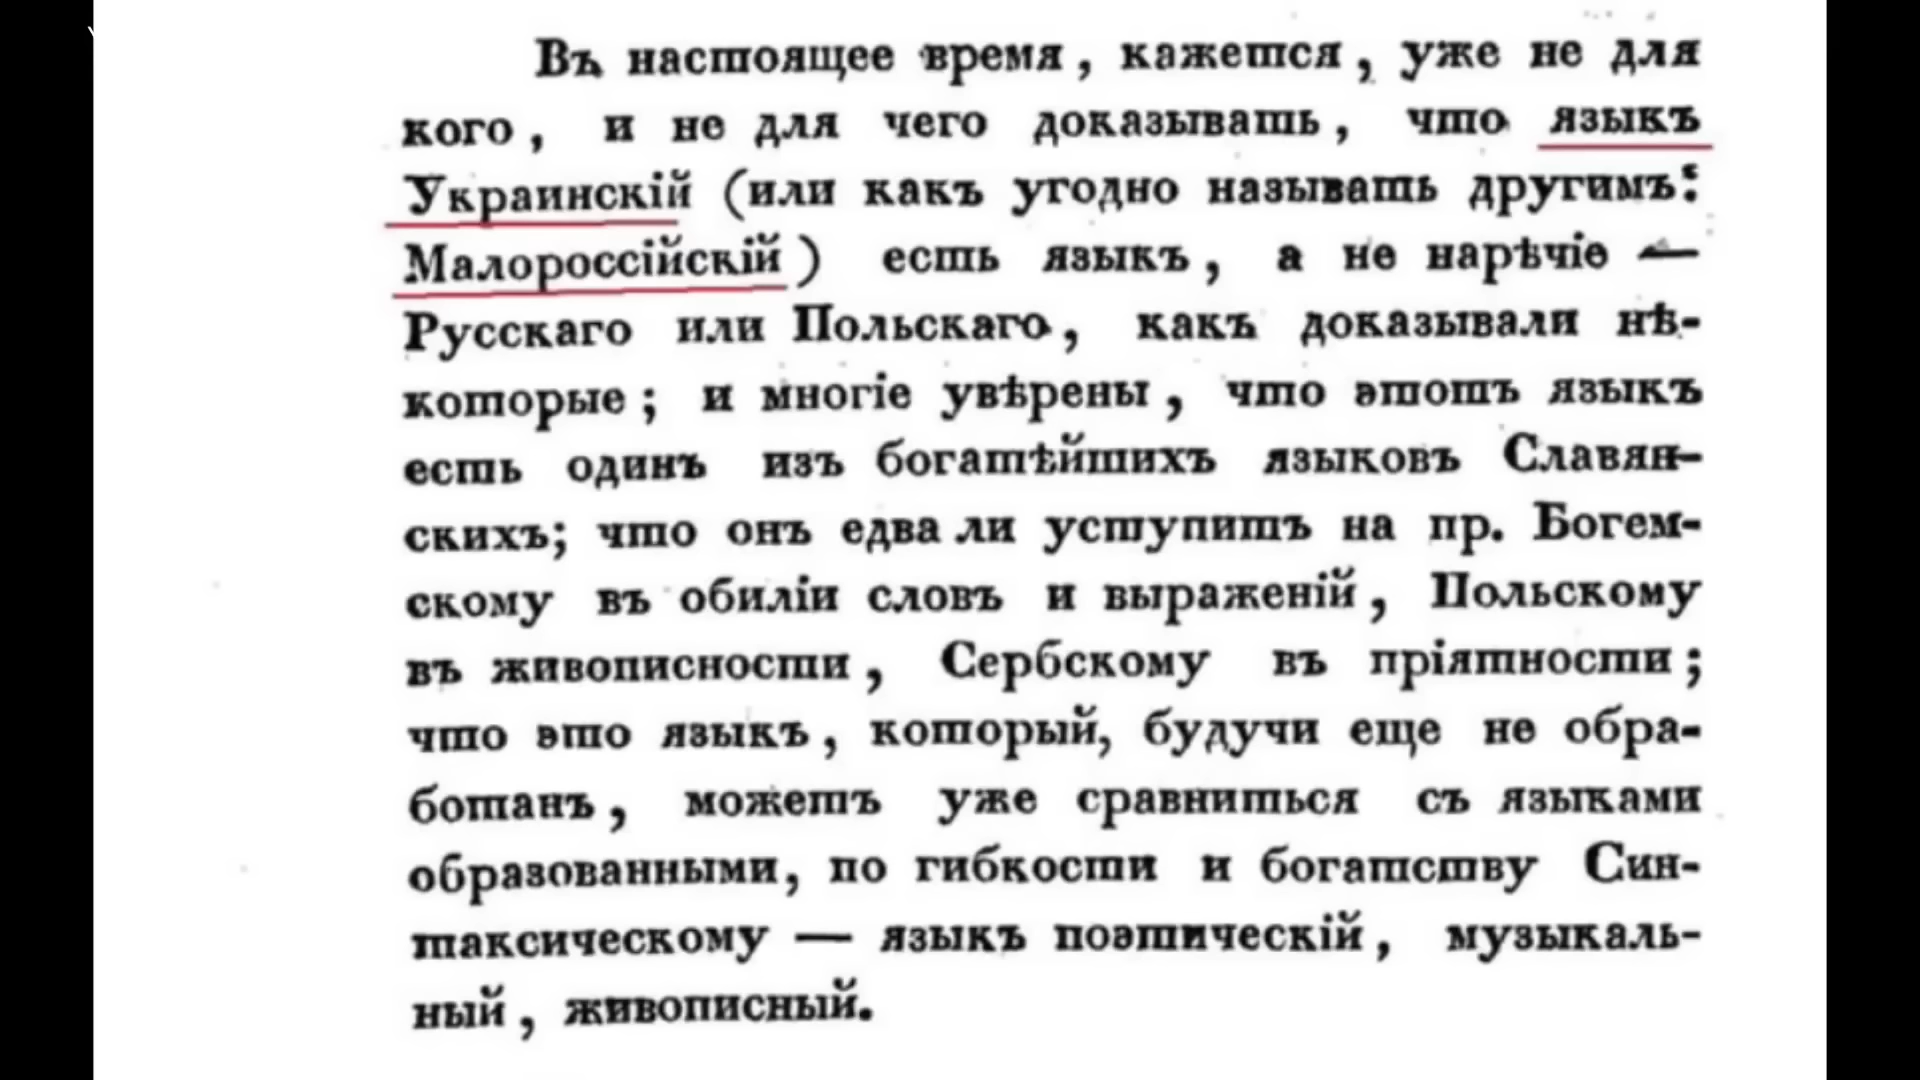 Въ настоящее время, кажется, уже не для
кого, и не для чего доказывать, что языкъ
Украинскій (или какъ угодно называть другимъ:
Малороссійскій) есть языкъ, а не нарѣчіе —
Русскаго или Польскаго, какъ доказывали нѣ-
которые; и многіе увѣрены, что этотъ языкъ
есть одинъ изъ богатѣйшихъ языковъ Славян-
скихъ; что онъ едва ли уступитъ на пр. Богем-
скому въ обиліи словъ и выраженій, Польскому
въ живописности, Сербскому въ пріятности;
что это языкъ, который, будучи еще не обра-
ботанъ, можетъ уже сравниться съ языками
образованными, по гибкости и богатству Син-
таксическому — языкъ поэтическій, музыкаль-
ный, живописный.